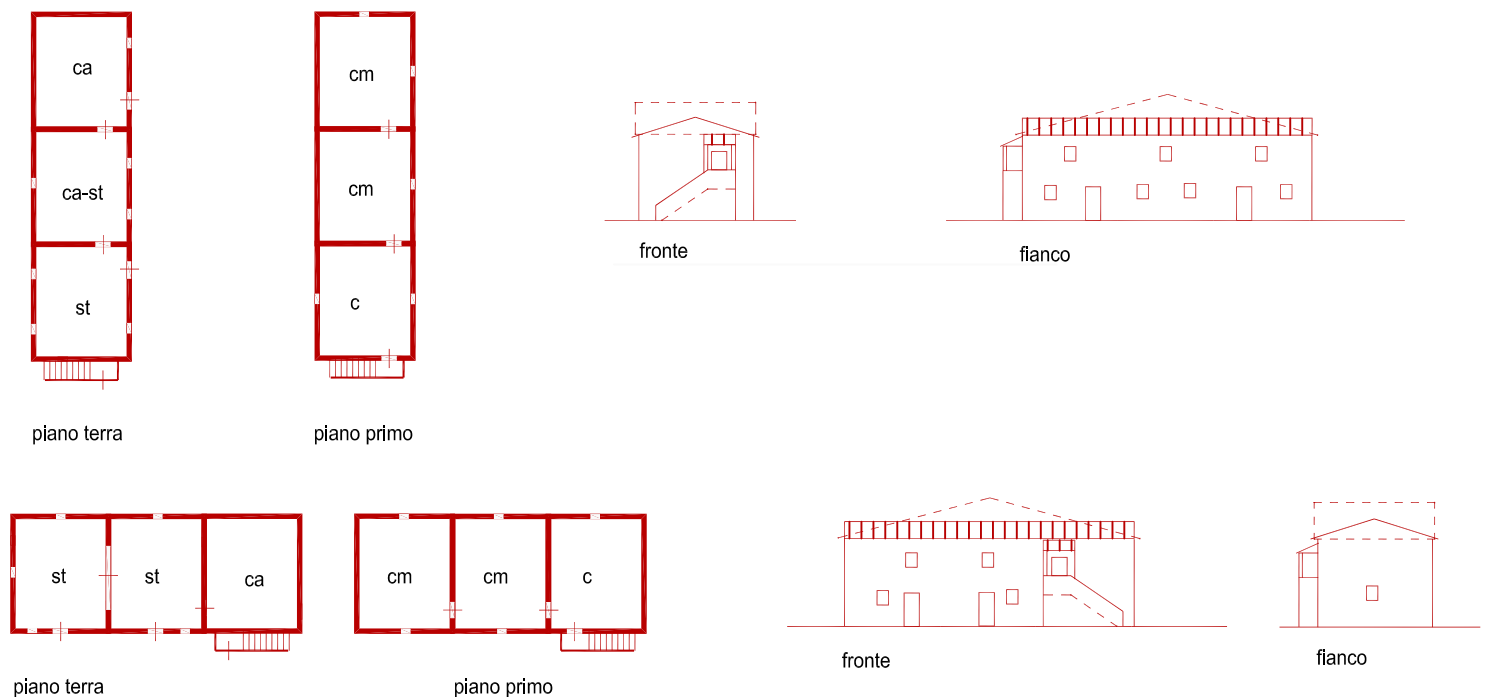 ca
ca-st
st
piano terra
cm
cm
c
piano primo
fronte
fianco
st
st
ca
piano terra
cm
cm
c
piano primo
fronte
fianco